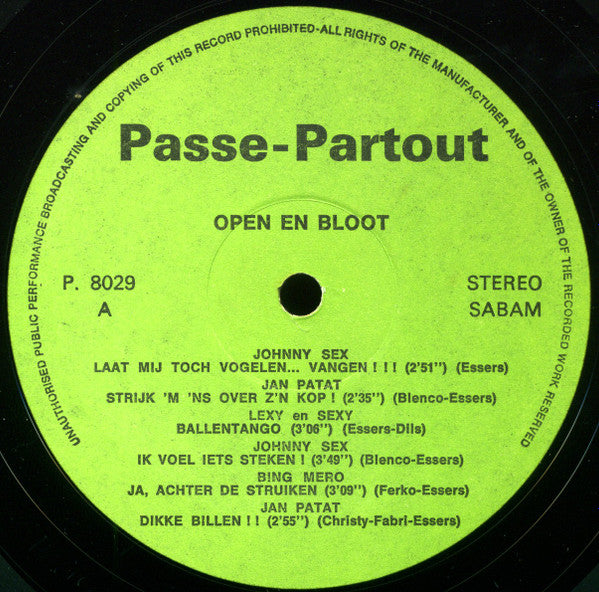 UNAUTHORISED PUBLIC PERFORMANCE BROADCASTING AND COPYING OF THIS RECORD PROHIBITED-ALL RIGHTS OF THE MANUFACTURER AND OF THE OWNER OF THE RECORDED WORK RESERVED
Passe-Partout
OPEN EN BLOOT
P. 8029
A
STEREO
SABAM
JOHNNY SEX
LAAT MIJ TOCH VOGELEN... VANGEN ! ! ! (2'51'') (Essers)
JAN PATAT
STRIJK 'M 'NS OVER Z'N KOP ! (2'35'') (Blenco-Essers)
LEXY en SEXY
BALLENTANGO (3'06'') (Essers-Dils)
JOHNNY SEX
IK VOEL IETS STEKEN ! (3'49'') (Blenco-Essers)
BING MERO
JA, ACHTER DE STRUIKEN (3'09'') (Ferko-Essers)
JAN PATAT
DIKKE BILLEN ! ! (2'55'') (Christy-Fabri-Essers)